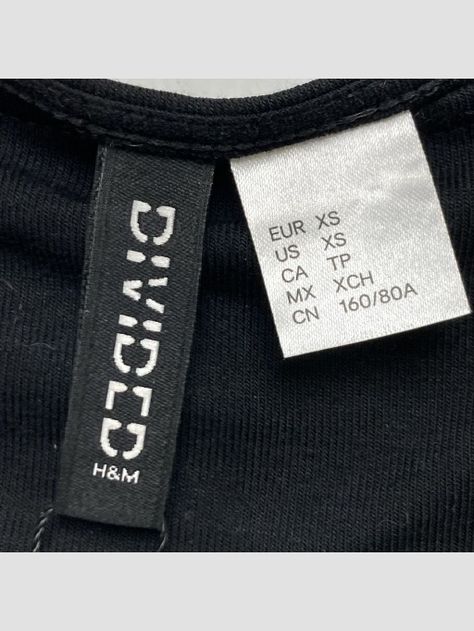 DIVIDED
H&M
EUR XS
US XS
CA TP
MX XCH
CN 160/80A